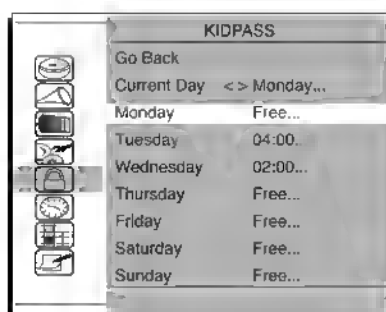 KIDPASS
Go Back
Current Day <> Monday...
Monday Free...
Tuesday 04:00..
Wednesday 02:00...
Thursday Free...
Friday Free...
Saturday Free...
Sunday Free...